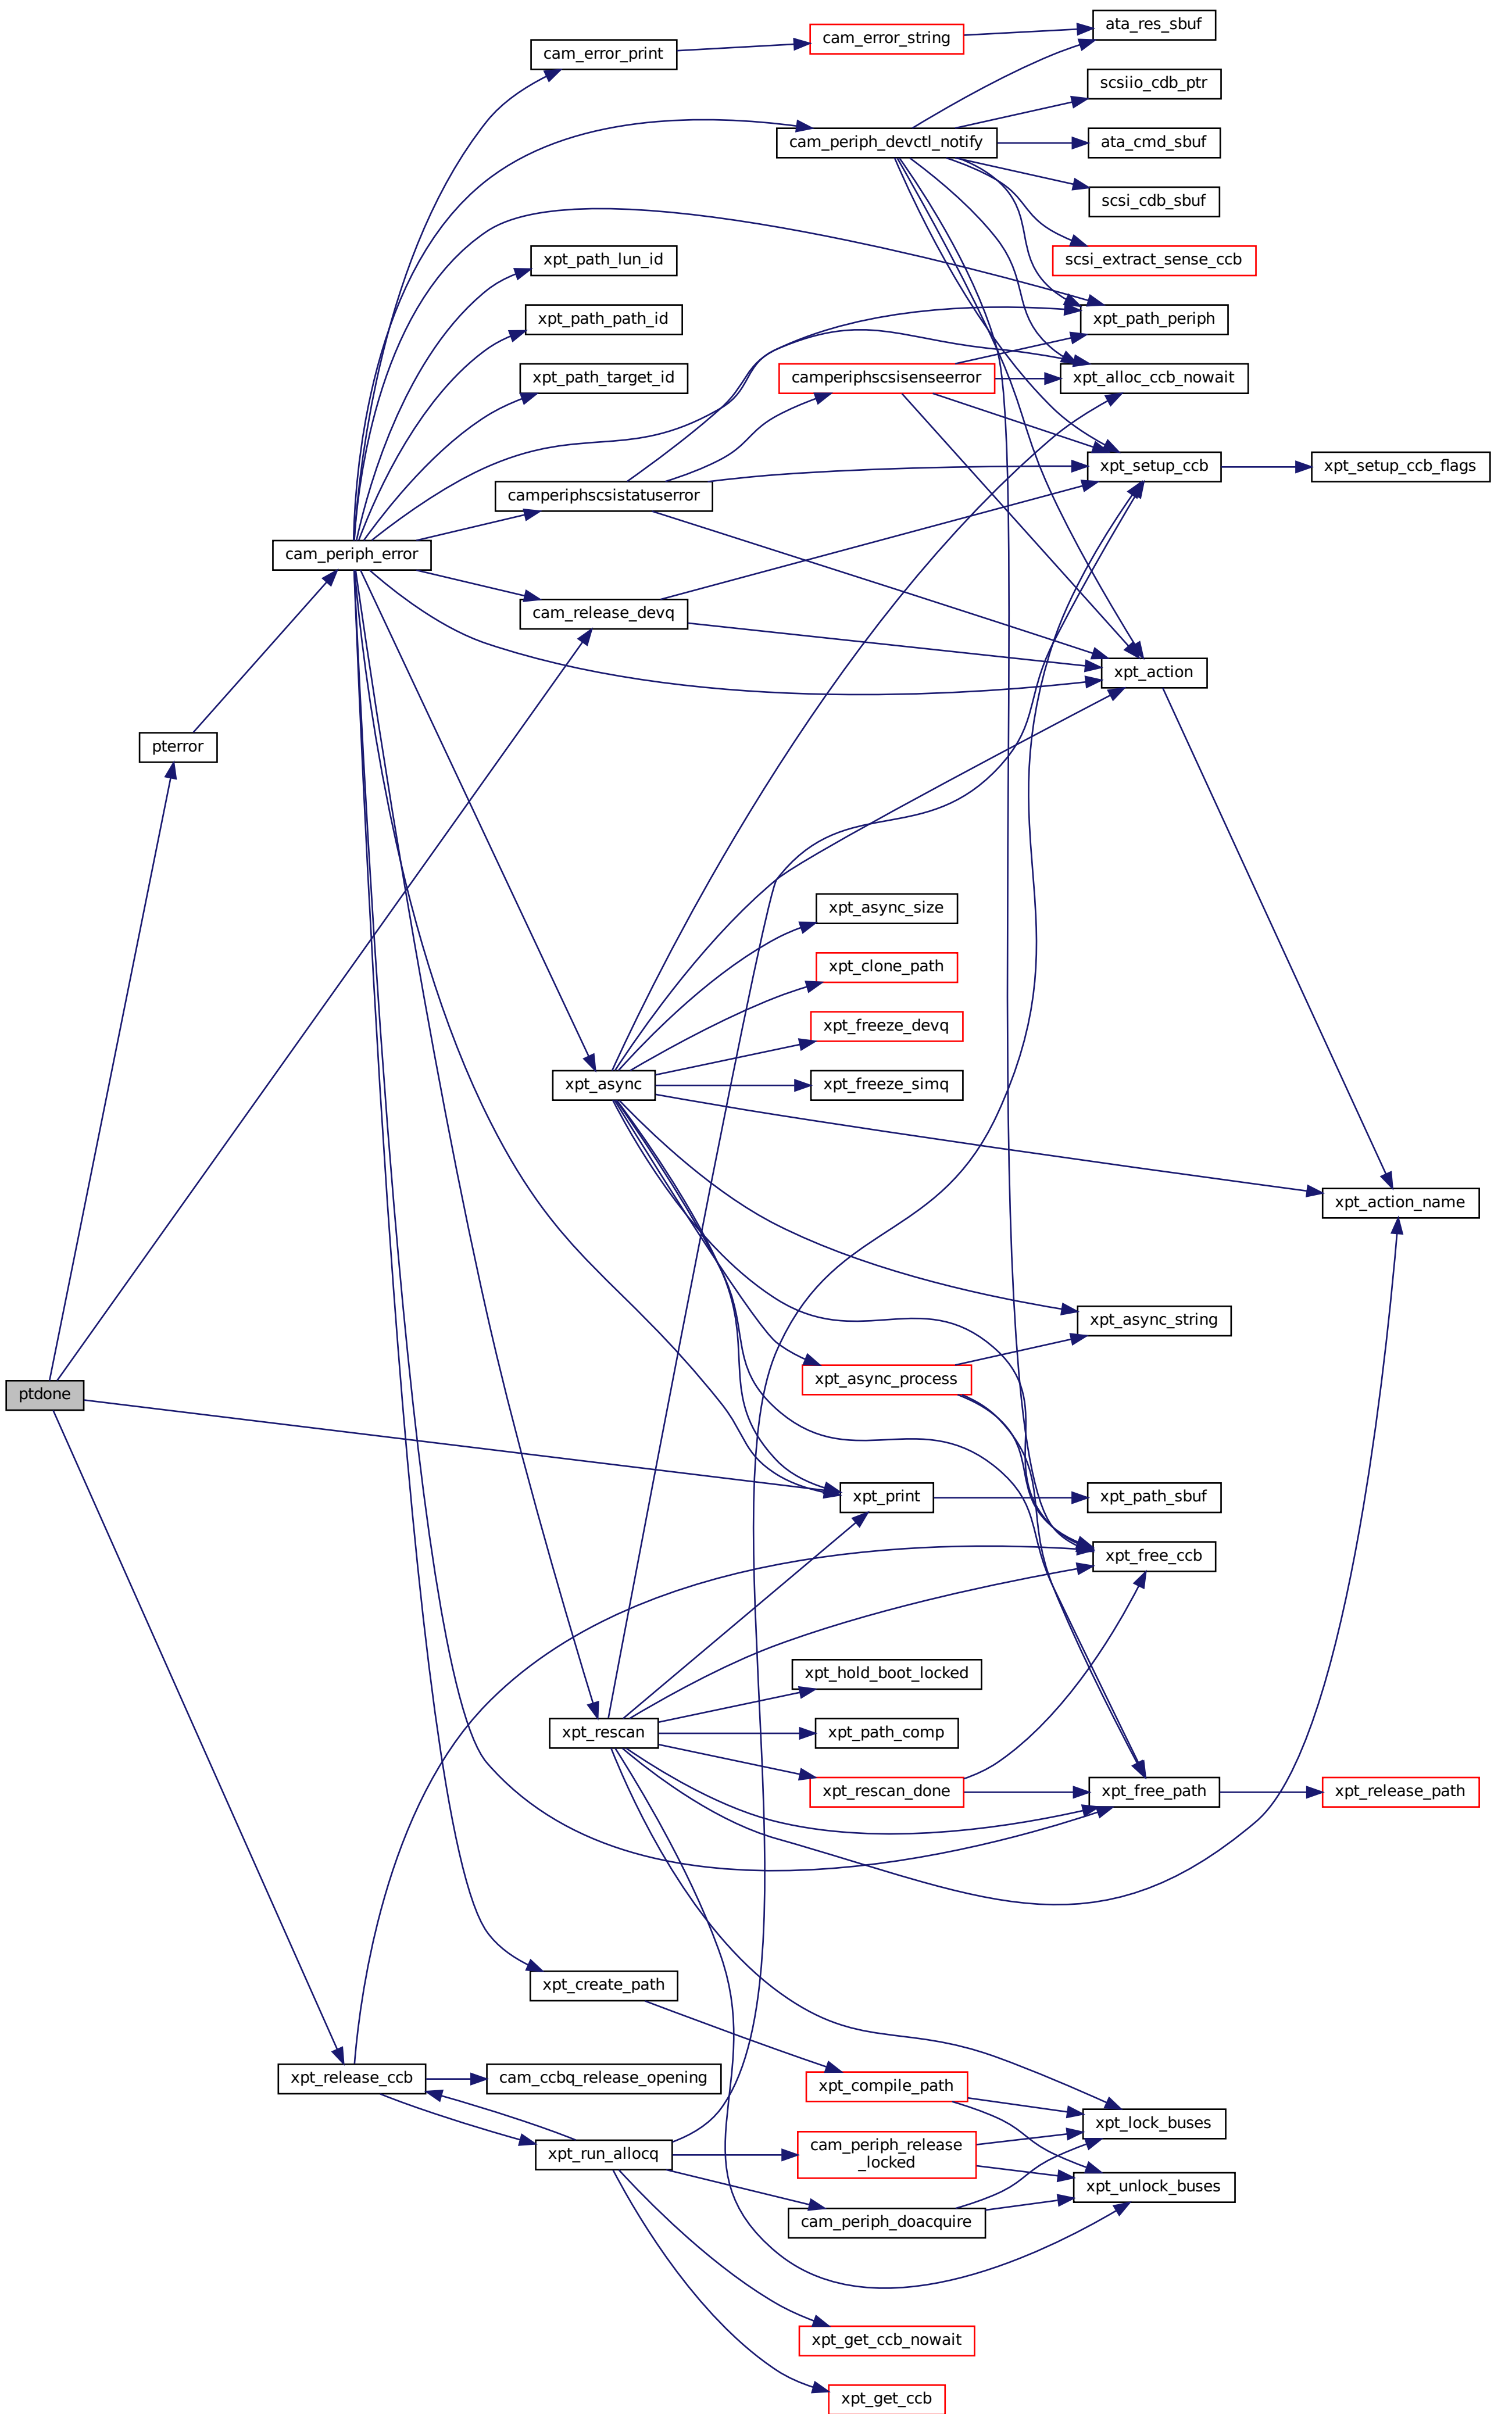 ata_res_sbuf
cam_error_string
cam_error_print
scsiio_cdb_ptr
cam_periph_devctl_notify
ata_cmd_sbuf
scsi_cdb_sbuf
xpt_path_lun_id
scsi_extract_sense_ccb
xpt_path_path_id
xpt_path_periph
xpt_path_target_id
camperiphscsisenseerror
xpt_alloc_ccb_nowait
xpt_setup_ccb
xpt_setup_ccb_flags
camperiphscsistatuserror
cam_periph_error
cam_release_devq
xpt_action
pterror
xpt_async_size
xpt_clone_path
xpt_freeze_devq
xpt_async
xpt_freeze_simq
xpt_action_name
xpt_async_string
xpt_async_process
ptdone
xpt_print
xpt_path_sbuf
xpt_free_ccb
xpt_hold_boot_locked
xpt_rescan
xpt_path_comp
xpt_rescan_done
xpt_free_path
xpt_release_path
xpt_create_path
xpt_release_ccb
cam_ccbq_release_opening
xpt_compile_path
xpt_lock_buses
xpt_run_allocq
cam_periph_release
_locked
xpt_unlock_buses
cam_periph_doacquire
xpt_get_ccb_nowait
xpt_get_ccb